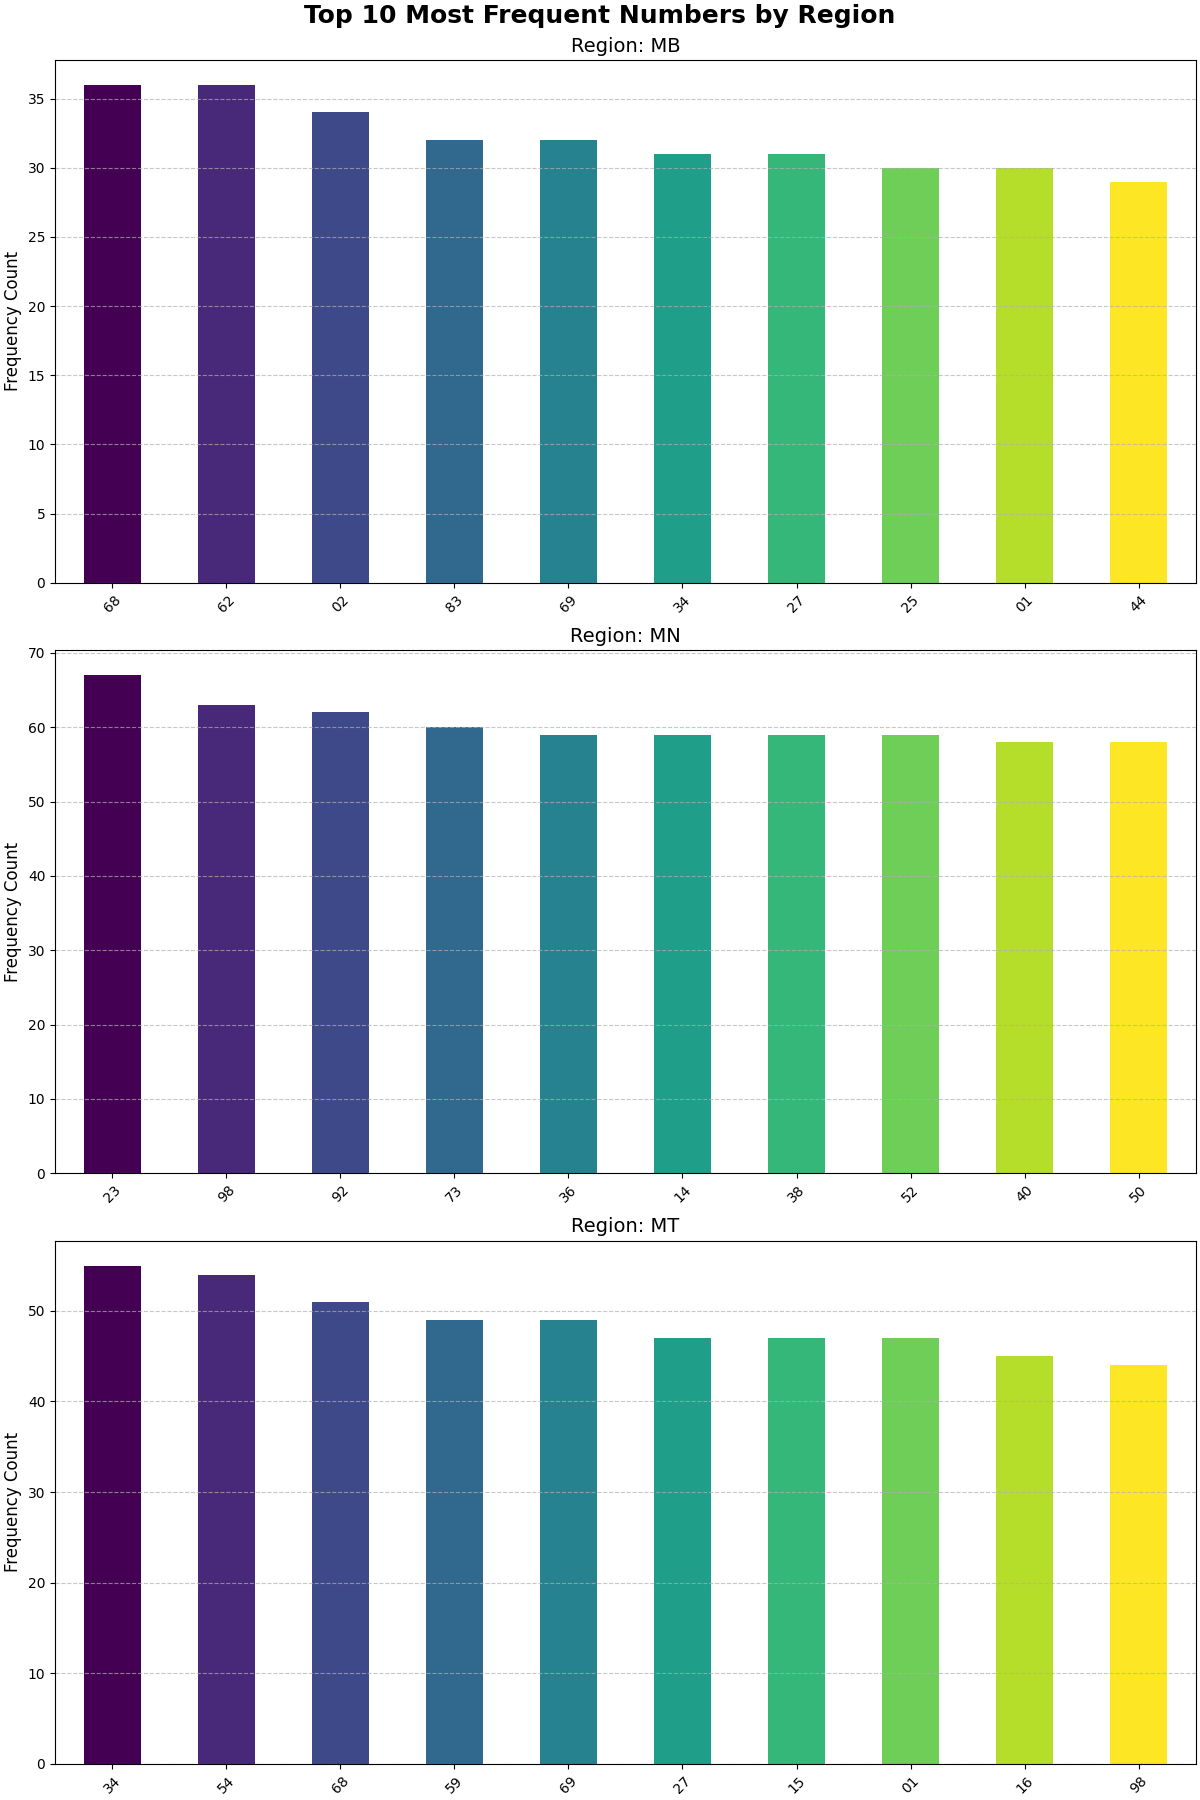 Top 10 Most Frequent Numbers by Region
Region: MB
Frequency Count
35
30
25
20
15
10
5
0
68 62 02 83 69 34 27 25 01 44
Region: MN
Frequency Count
70
60
50
40
30
20
10
0
23 98 92 73 36 14 38 52 40 50
Region: MT
Frequency Count
50
40
30
20
10
0
34 54 68 59 69 27 15 01 16 98